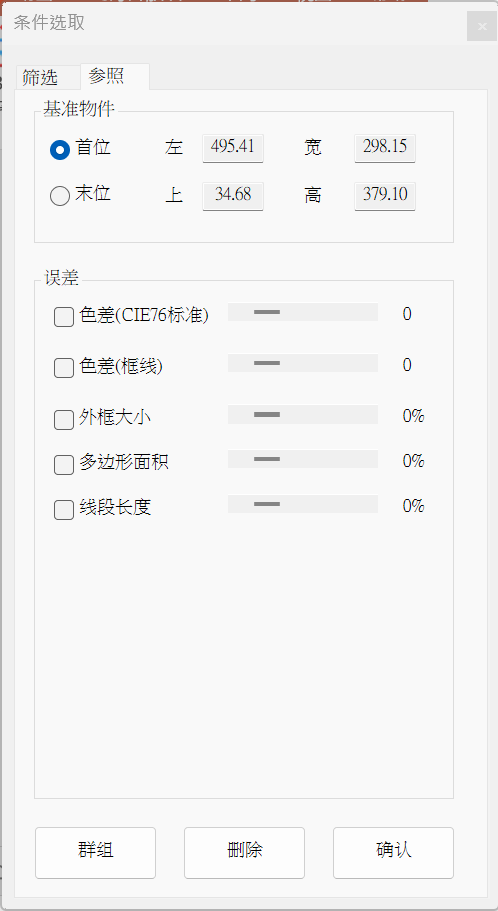 条件选取
筛选 参照
基准物件
首位 左 495.41 宽 298.15
末位 上 34.68 高 379.10
误差
色差(CIE76标准) 0
色差(框线) 0
外框大小 0%
多边形面积 0%
线段长度 0%
群组 删除 确认